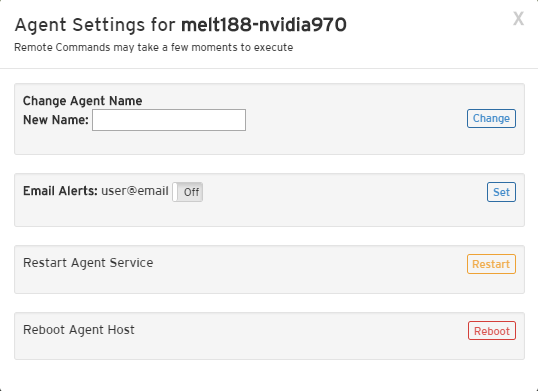 Agent Settings for melt188-nvidia970
X
Remote Commands may take a few moments to execute
Change Agent Name
New Name:
Change
Email Alerts: user@email Off
Set
Restart Agent Service
Restart
Reboot Agent Host
Reboot